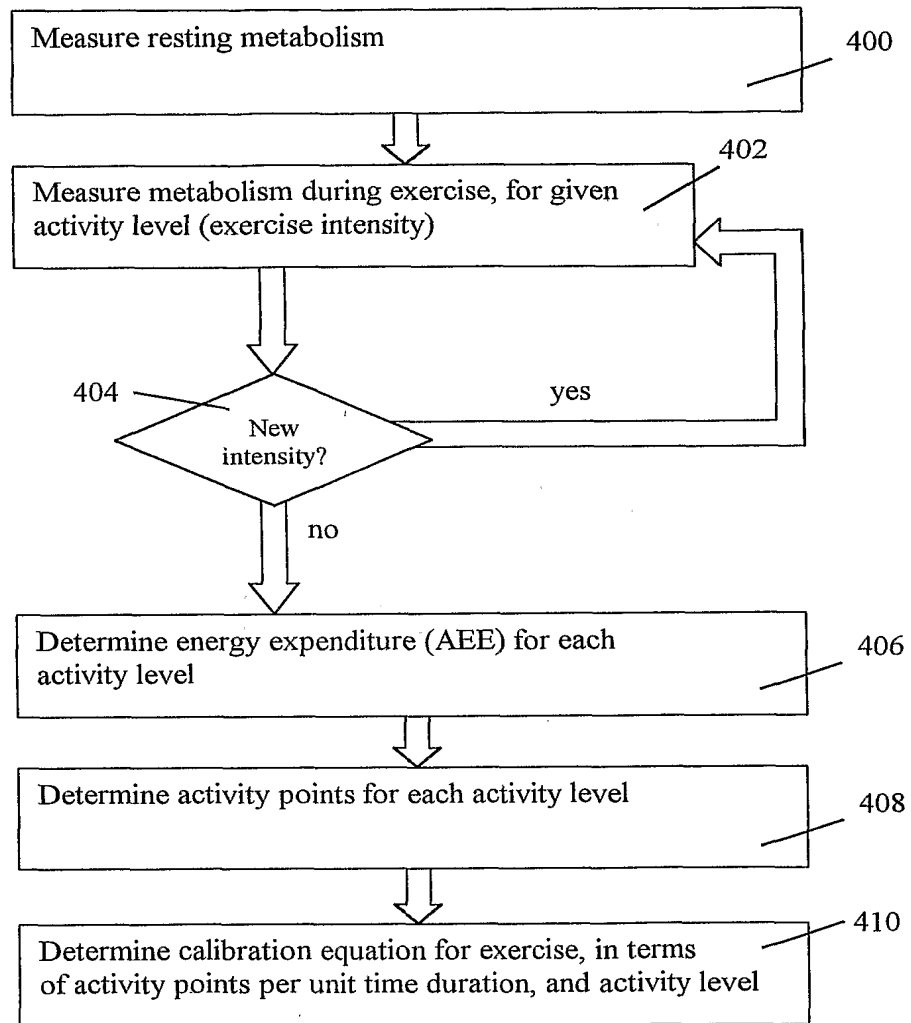 Measure resting metabolism
400
402
Measure metabolism during exercise, for given
activity level (exercise intensity)
404
yes
New
intensity?
no
Determine energy expenditure (AEE) for each
activity level
406
Determine activity points for each activity level
408
410
Determine calibration equation for exercise, in terms
of activity points per unit time duration, and activity level